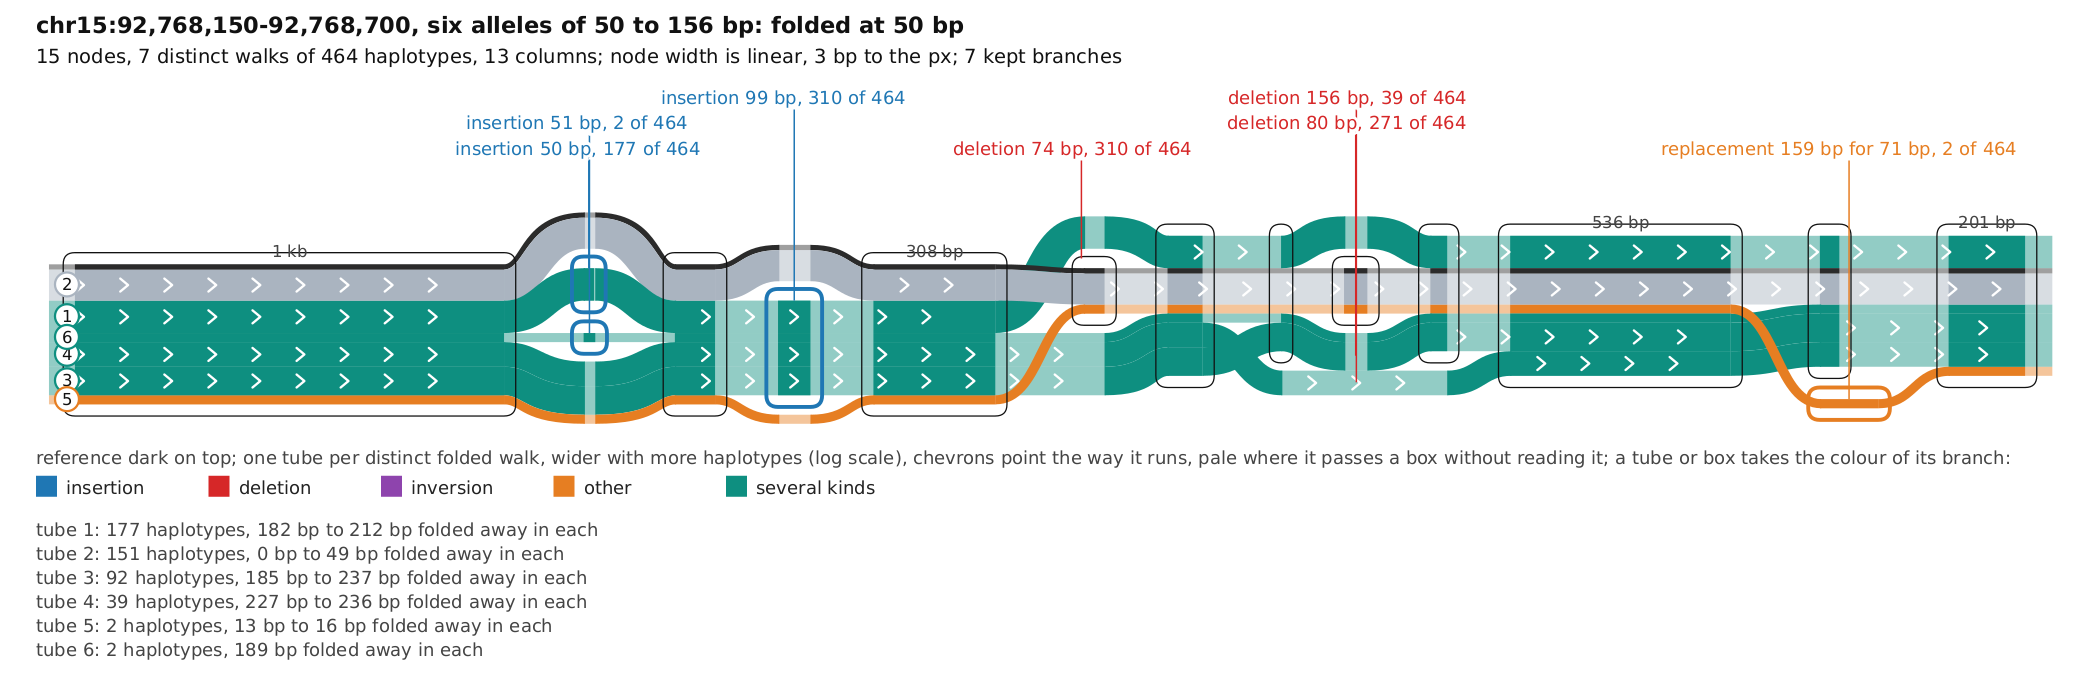 chr15:92,768,150-92,768,700, six alleles of 50 to 156 bp: folded at 50 bp
15 nodes, 7 distinct walks of 464 haplotypes, 13 columns; node width is linear, 3 bp to the px; 7 kept branches
insertion 99 bp, 310 of 464
deletion 156 bp, 39 of 464
insertion 51 bp, 2 of 464
deletion 80 bp, 271 of 464
insertion 50 bp, 177 of 464
deletion 74 bp, 310 of 464
replacement 159 bp for 71 bp, 2 of 464
1 kb
308 bp
536 bp
201 bp
2
1
6
4
3
5
reference dark on top; one tube per distinct folded walk, wider with more haplotypes (log scale), chevrons point the way it runs, pale where it passes a box without reading it; a tube or box takes the colour of its branch:
insertion
deletion
inversion
other
several kinds
tube 1: 177 haplotypes, 182 bp to 212 bp folded away in each
tube 2: 151 haplotypes, 0 bp to 49 bp folded away in each
tube 3: 92 haplotypes, 185 bp to 237 bp folded away in each
tube 4: 39 haplotypes, 227 bp to 236 bp folded away in each
tube 5: 2 haplotypes, 13 bp to 16 bp folded away in each
tube 6: 2 haplotypes, 189 bp folded away in each